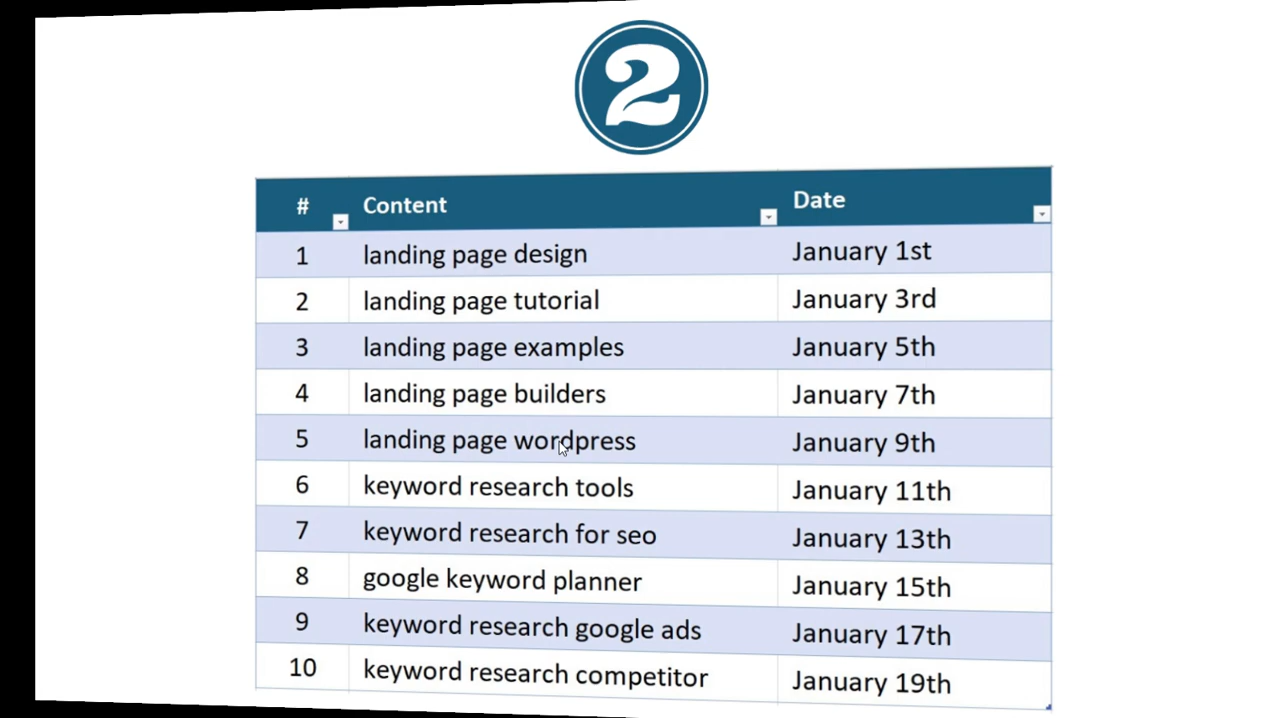 2
# Content Date
1 landing page design January 1st
2 landing page tutorial January 3rd
3 landing page examples January 5th
4 landing page builders January 7th
5 landing page wordpress January 9th
6 keyword research tools January 11th
7 keyword research for seo January 13th
8 google keyword planner January 15th
9 keyword research google ads January 17th
10 keyword research competitor January 19th